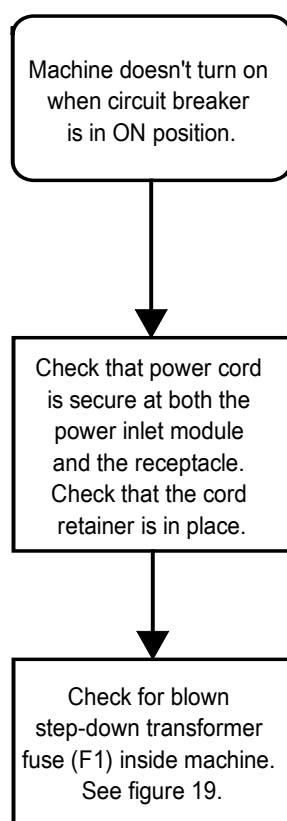 Machine doesn't turn on
when circuit breaker
is in ON position.
Check that power cord
is secure at both the
power inlet module
and the receptacle.
Check that the cord
retainer is in place.
Check for blown
step-down transformer
fuse (F1) inside machine.
See figure 19.